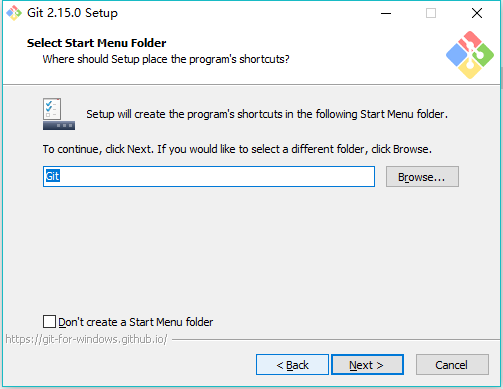 Git 2.15.0 Setup
Select Start Menu Folder
Where should Setup place the program's shortcuts?
Setup will create the program's shortcuts in the following Start Menu folder.
To continue, click Next. If you would like to select a different folder, click Browse.
Git
Browse...
Don't create a Start Menu folder
https://git-for-windows.github.io/
< Back
Next >
Cancel